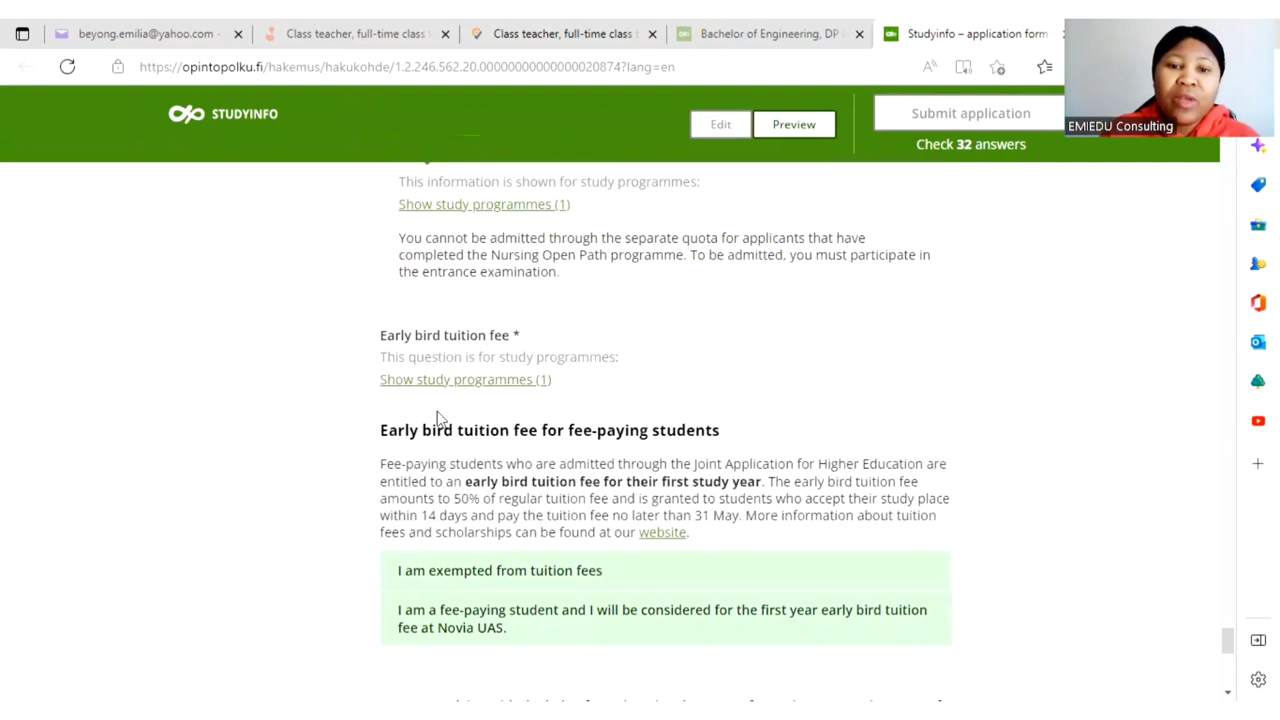 beyong.emilia@yahoo.com -
Class teacher, full-time class t
Class teacher, full-time class t
Bachelor of Engineering, DP
Studyinfo – application form
https://opintopolku.fi/hakemus/hakukohde/1.2.246.562.20.00000000000000020874?lang=en
STUDYINFO
Edit
Preview
Submit application
Check 32 answers
EMIEDU Consulting
This information is shown for study programmes:
Show study programmes (1)
You cannot be admitted through the separate quota for applicants that have
completed the Nursing Open Path programme. To be admitted, you must participate in
the entrance examination.
Early bird tuition fee *
This question is for study programmes:
Show study programmes (1)
Early bird tuition fee for fee-paying students
Fee-paying students who are admitted through the Joint Application for Higher Education are
entitled to an early bird tuition fee for their first study year. The early bird tuition fee
amounts to 50% of regular tuition fee and is granted to students who accept their study place
within 14 days and pay the tuition fee no later than 31 May. More information about tuition
fees and scholarships can be found at our website.
I am exempted from tuition fees
I am a fee-paying student and I will be considered for the first year early bird tuition
fee at Novia UAS.